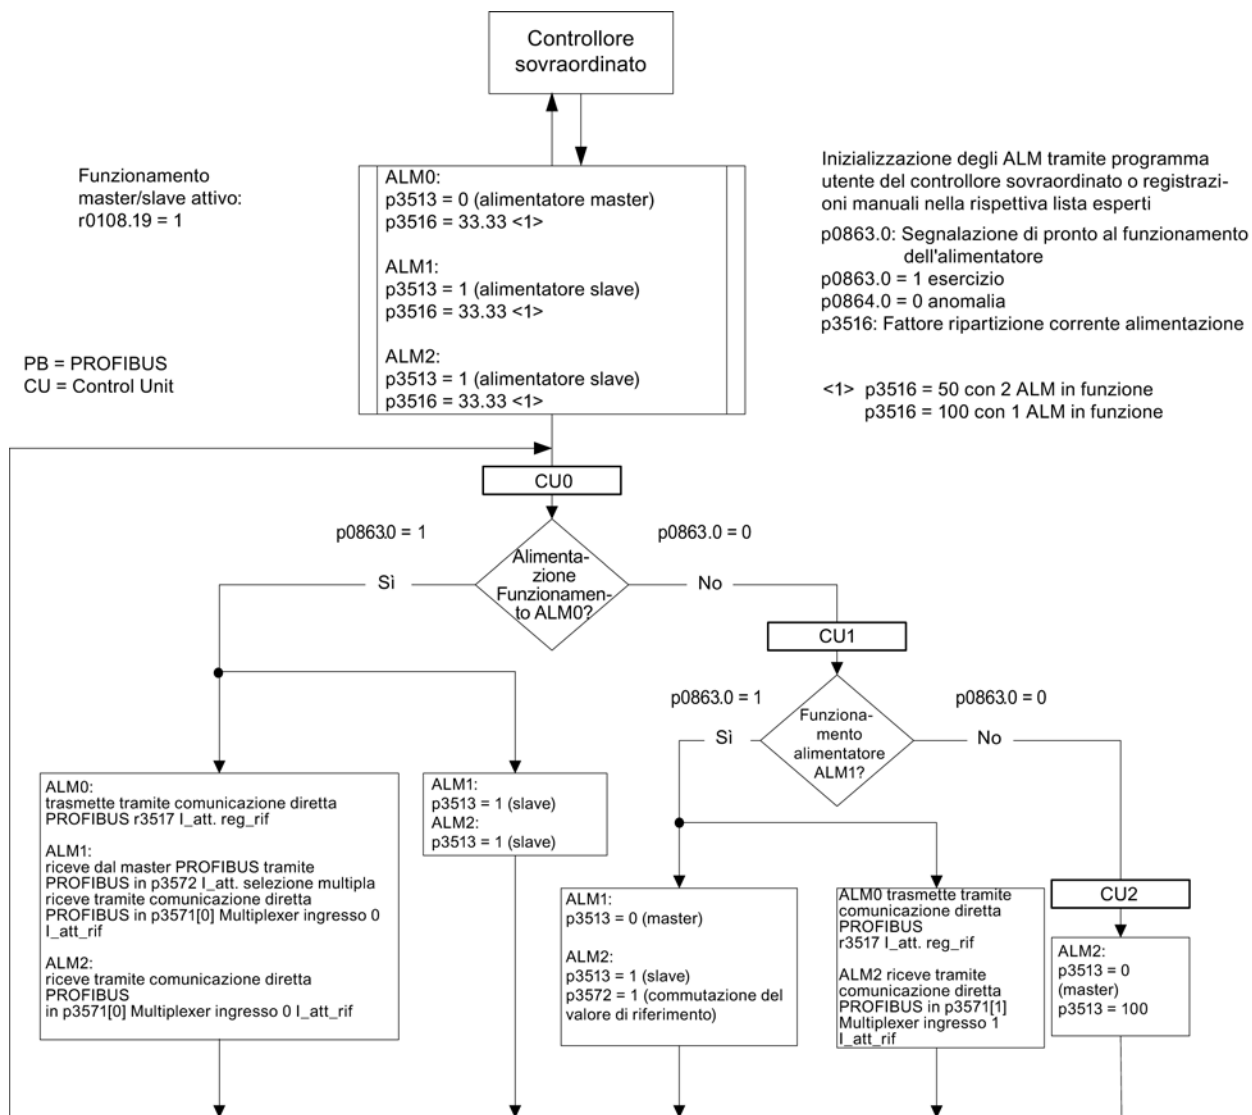 Controllore
sovraordinato
Funzionamento
master/slave attivo:
r0108.19 = 1
ALM0:
p3513 = 0 (alimentatore master)
p3516 = 33.33 <1>
ALM1:
p3513 = 1 (alimentatore slave)
p3516 = 33.33 <1>
ALM2:
p3513 = 1 (alimentatore slave)
p3516 = 33.33 <1>
Inizializzazione degli ALM tramite programma
utente del controllore sovraordinato o registrazi-
oni manuali nella rispettiva lista esperti
p0863.0: Segnalazione di pronto al funzionamento
dell'alimentatore
p0863.0 = 1 esercizio
p0864.0 = 0 anomalia
p3516: Fattore ripartizione corrente alimentazione
<1> p3516 = 50 con 2 ALM in funzione
p3516 = 100 con 1 ALM in funzione
PB = PROFIBUS
CU = Control Unit
CU0
p0863.0 = 1
p0863.0 = 0
Alimenta-
zione
Funzionamen-
to ALM0?
Sì
No
CU1
p0863.0 = 1
p0863.0 = 0
Funziona-
mento
alimentatore
ALM1?
Sì
No
ALM0:
trasmette tramite comunicazione diretta
PROFIBUS r3517 I_att. reg_rif
ALM1:
riceve dal master PROFIBUS tramite
PROFIBUS in p3572 I_att. selezione multipla
riceve tramite comunicazione diretta
PROFIBUS in p3571[0] Multiplexer ingresso 0
I_att_rif
ALM2:
riceve tramite comunicazione diretta
PROFIBUS
in p3571[0] Multiplexer ingresso 0 I_att_rif
ALM1:
p3513 = 1 (slave)
ALM2:
p3513 = 1 (slave)
ALM1:
p3513 = 0 (master)
ALM2:
p3513 = 1 (slave)
p3572 = 1 (commutazione del
valore di riferimento)
ALM0 trasmette tramite
comunicazione diretta
PROFIBUS
r3517 I_att. reg_rif
ALM2 riceve tramite
comunicazione diretta
PROFIBUS in p3571[1]
Multiplexer ingresso 1
I_att_rif
CU2
ALM2:
p3513 = 0
(master)
p3513 = 100